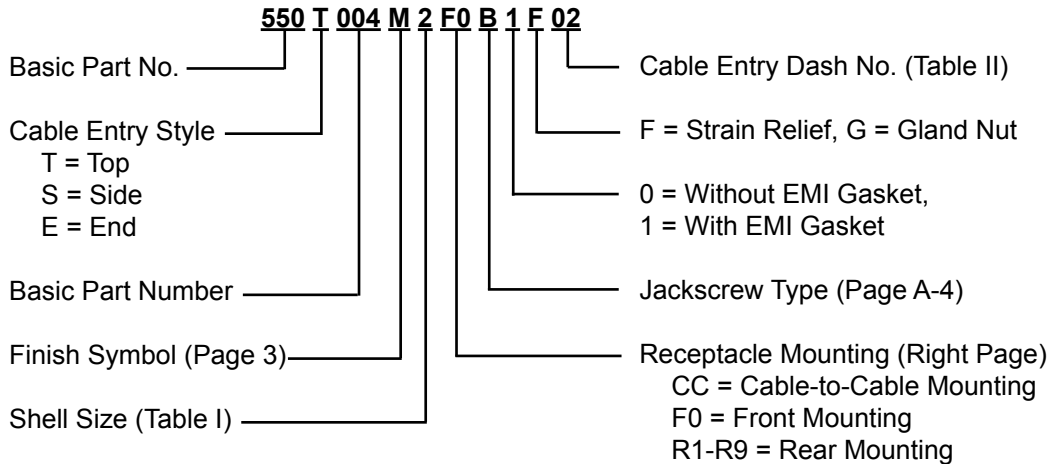 550 T 004 M 2 F0 B 1 F 02
Basic Part No.
Cable Entry Style
T = Top
S = Side
E = End
Basic Part Number
Finish Symbol (Page 3)
Shell Size (Table I)
Cable Entry Dash No. (Table II)
F = Strain Relief, G = Gland Nut
0 = Without EMI Gasket,
1 = With EMI Gasket
Jackscrew Type (Page A-4)
Receptacle Mounting (Right Page)
CC = Cable-to-Cable Mounting
F0 = Front Mounting
R1-R9 = Rear Mounting